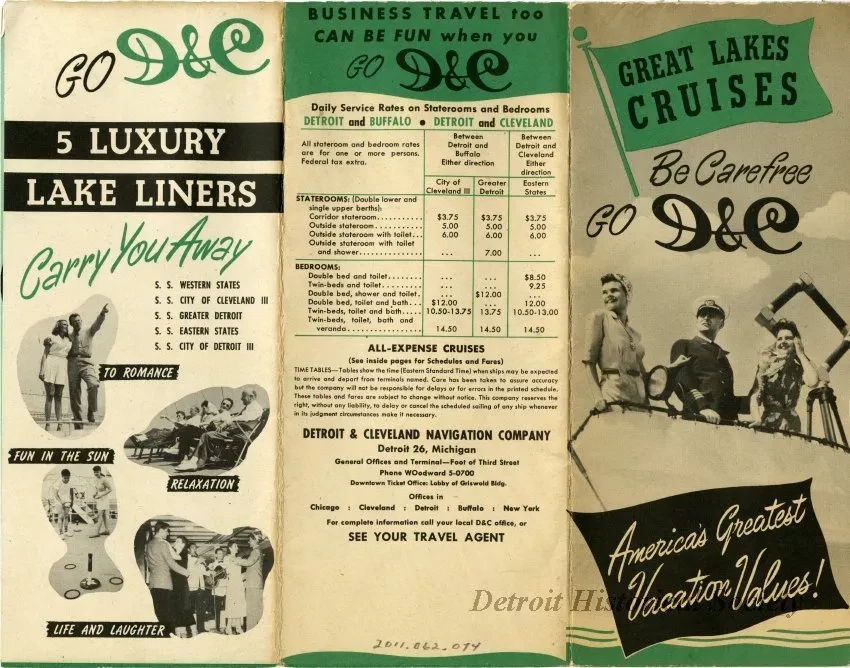 GO D&C
5 LUXURY
LAKE LINERS
Carry You Away
S. S. WESTERN STATES
S. S. CITY OF CLEVELAND III
S. S. GREATER DETROIT
S. S. EASTERN STATES
S. S. CITY OF DETROIT III
TO ROMANCE
FUN IN THE SUN
RELAXATION
LIFE AND LAUGHTER
BUSINESS TRAVEL too
CAN BE FUN when you
GO D&C
Daily Service Rates on Staterooms and Bedrooms
DETROIT and BUFFALO • DETROIT and CLEVELAND
All stateroom and bedroom rates
are for one or more persons.
Federal tax extra.
Between
Detroit and
Buffalo
Either direction
Between
Detroit and
Cleveland
Either
direction
City of
Cleveland III
Greater
Detroit
Eastern
States
STATEROOMS: (Double lower and
single upper berths):
Corridor stateroom........... $3.75 $3.75 $3.75
Outside stateroom............ 5.00 5.00 5.00
Outside stateroom with toilet... 6.00 6.00 6.00
Outside stateroom with toilet
and shower................ ... 7.00 ...
BEDROOMS:
Double bed and toilet........ ... ... $8.50
Twin-beds and toilet......... ... ... 9.25
Double bed, shower and toilet. ... $12.00 ...
Double bed, toilet and bath... $12.00 ... 12.00
Twin-beds, toilet and bath..... 10.50-13.75 13.75 10.50-13.00
Twin-beds, toilet, bath and
veranda................... 14.50 14.50 14.50
ALL-EXPENSE CRUISES
(See inside pages for Schedules and Fares)
TIME TABLES—Tables show the time (Eastern Standard Time) when ships may be expected
to arrive and depart from terminals named. Care has been taken to assure accuracy
but the company will not be responsible for delays or for errors in the printed schedule.
These tables and fares are subject to change without notice. This company reserves the
right, without any liability, to delay or cancel the scheduled sailing of any ship whenever
in its judgment circumstances make it necessary.
DETROIT & CLEVELAND NAVIGATION COMPANY
Detroit 26, Michigan
General Offices and Terminal—Foot of Third Street
Phone WOodward 5-0700
Downtown Ticket Office: Lobby of Griswold Bldg.
Offices in
Chicago : Cleveland : Detroit : Buffalo : New York
For complete information call your local D&C office, or
SEE YOUR TRAVEL AGENT
2011.062.074
GREAT LAKES
CRUISES
Be Carefree
GO D&C
America's Greatest
Vacation Values!
Detroit Historical Society